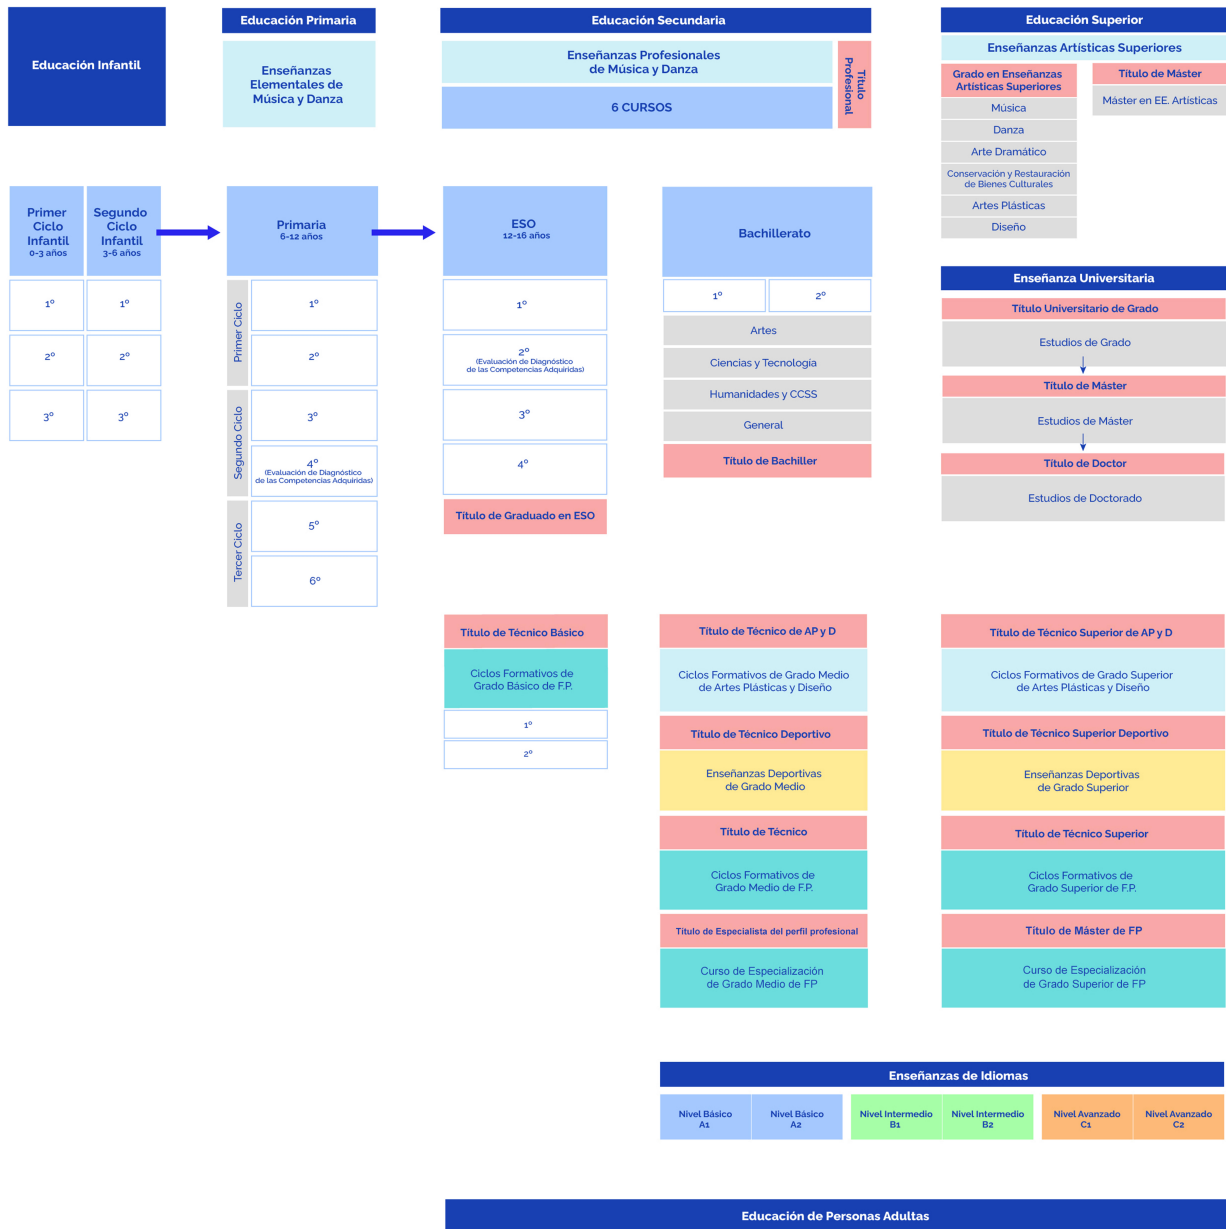 Educación Infantil
Educación Primaria
Enseñanzas
Elementales de
Música y Danza
Educación Secundaria
Enseñanzas Profesionales
de Música y Danza
6 CURSOS
Título
Profesional
Educación Superior
Enseñanzas Artísticas Superiores
Grado en Enseñanzas
Artísticas Superiores
Música
Danza
Arte Dramático
Conservación y Restauración
de Bienes Culturales
Artes Plásticas
Diseño
Título de Máster
Máster en EE. Artísticas
Primer
Ciclo
Infantil
0-3 años
1º
2º
3º
Segundo
Ciclo
Infantil
3-6 años
1º
2º
3º
Primaria
6-12 años
Primer Ciclo
1º
2º
Segundo Ciclo
3º
4º
(Evaluación de Diagnóstico
de las Competencias Adquiridas)
Tercer Ciclo
5º
6º
ESO
12-16 años
1º
2º
(Evaluación de Diagnóstico
de las Competencias Adquiridas)
3º
4º
Título de Graduado en ESO
Bachillerato
1º
2º
Artes
Ciencias y Tecnología
Humanidades y CCSS
General
Título de Bachiller
Enseñanza Universitaria
Título Universitario de Grado
Estudios de Grado
Título de Máster
Estudios de Máster
Título de Doctor
Estudios de Doctorado
Título de Técnico Básico
Ciclos Formativos de
Grado Básico de F.P.
1º
2º
Título de Técnico de AP y D
Ciclos Formativos de Grado Medio
de Artes Plásticas y Diseño
Título de Técnico Deportivo
Enseñanzas Deportivas
de Grado Medio
Título de Técnico
Ciclos Formativos de
Grado Medio de F.P.
Título de Especialista del perfil profesional
Curso de Especialización
de Grado Medio de FP
Título de Técnico Superior de AP y D
Ciclos Formativos de Grado Superior
de Artes Plásticas y Diseño
Título de Técnico Superior Deportivo
Enseñanzas Deportivas
de Grado Superior
Título de Técnico Superior
Ciclos Formativos de
Grado Superior de F.P.
Título de Máster de FP
Curso de Especialización
de Grado Superior de FP
Enseñanzas de Idiomas
Nivel Básico
A1
Nivel Básico
A2
Nivel Intermedio
B1
Nivel Intermedio
B2
Nivel Avanzado
C1
Nivel Avanzado
C2
Educación de Personas Adultas